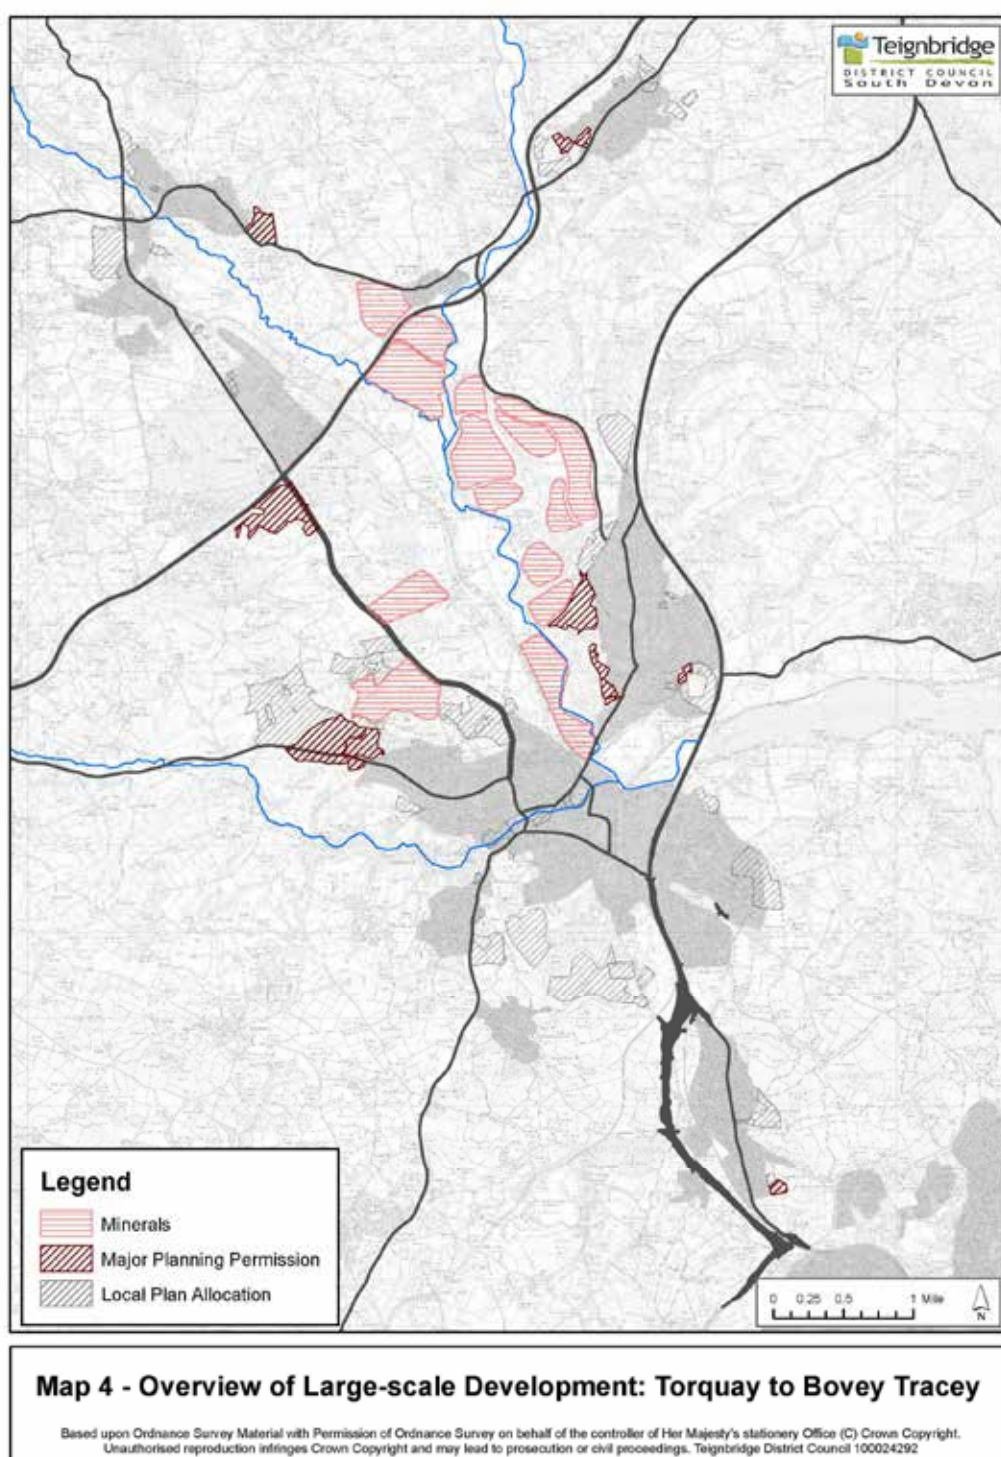 Teignbridge
DISTRICT COUNCIL
South Devon
Legend
Minerals
Major Planning Permission
Local Plan Allocation
0 0.25 0.5 1 Mile
N
Map 4 - Overview of Large-scale Development: Torquay to Bovey Tracey
Based upon Ordnance Survey Material with Permission of Ordnance Survey on behalf of the controller of Her Majesty's stationery Office (C) Crown Copyright.
Unauthorised reproduction infringes Crown Copyright and may lead to prosecution or civil proceedings. Teignbridge District Council 100024292